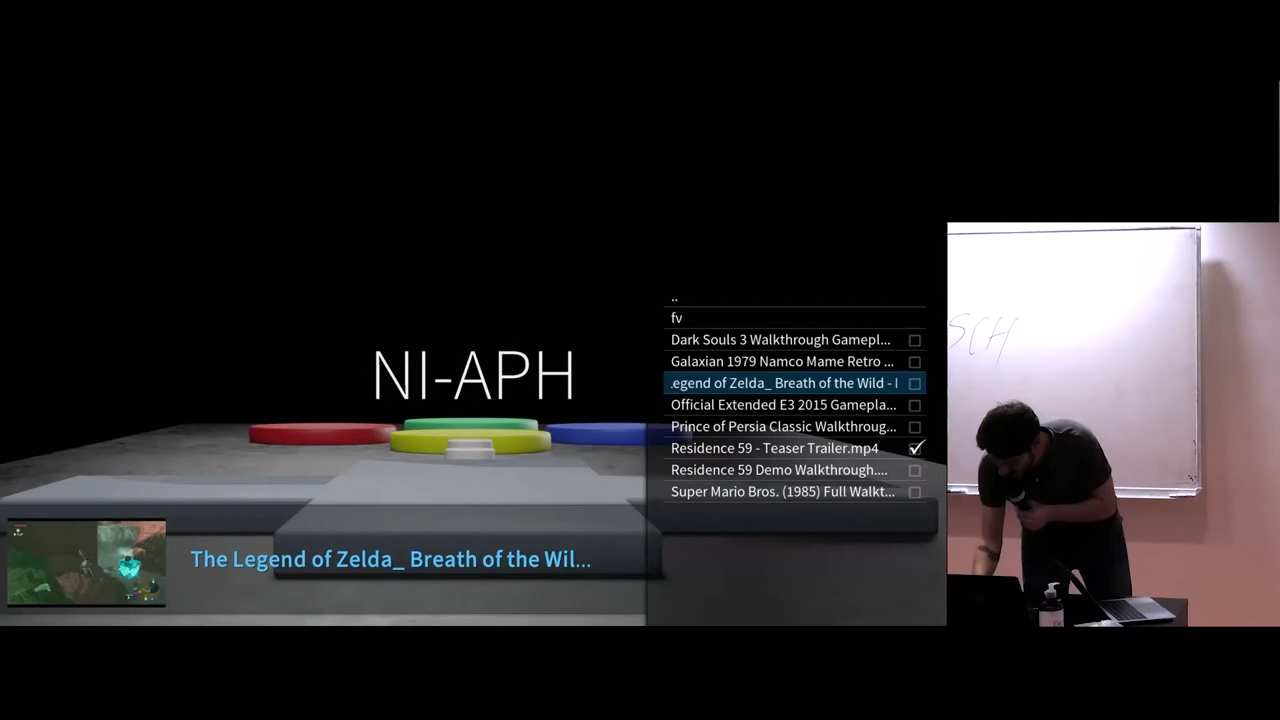 NI-APH
..
fv
Dark Souls 3 Walkthrough Gamepl...
Galaxian 1979 Namco Mame Retro ...
.egend of Zelda_ Breath of the Wild - I
Official Extended E3 2015 Gamepla...
Prince of Persia Classic Walkthroug...
Residence 59 - Teaser Trailer.mp4
Residence 59 Demo Walkthrough....
Super Mario Bros. (1985) Full Walkt...
The Legend of Zelda_ Breath of the Wil...
SCH